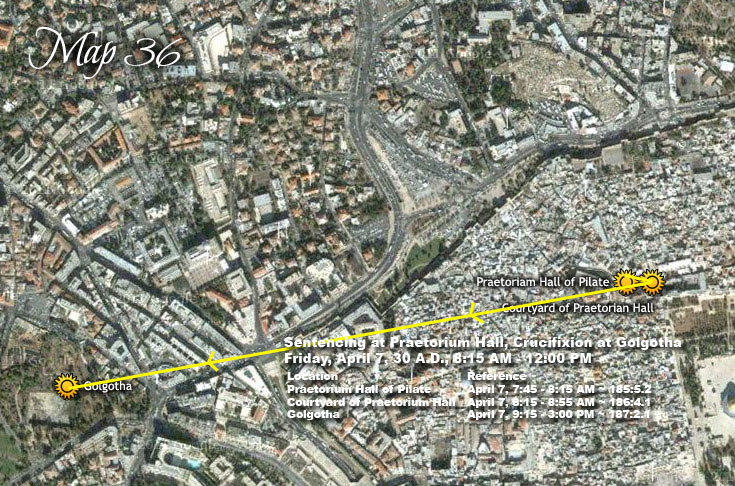 Map 36
Praetoriam Hall of Pilate
Courtyard of Praetorian Hall
Sentencing at Praetorium Hall, Crucifixion at Golgotha
Friday, April 7, 30 A.D., 8:15 AM - 12:00 PM
Location Reference
Golgotha
Praetorium Hall of Pilate April 7, 7:45 - 8:15 AM ~ 185:5.2
Courtyard of Praetorium Hall April 7, 8:15 - 8:55 AM ~ 186:4.1
Golgotha April 7, 9:15 - 3:00 PM ~ 187:2.1